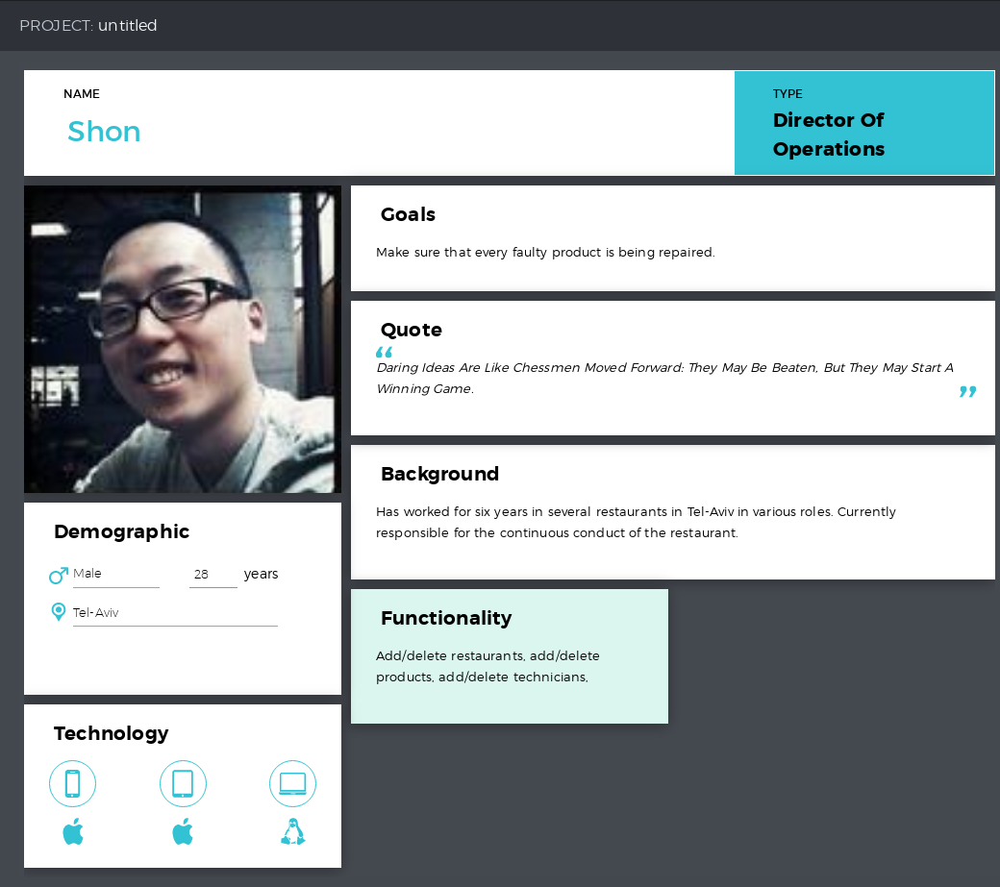 PROJECT: untitled
NAME
Shon
TYPE
Director Of
Operations
Goals
Make sure that every faulty product is being repaired.
Quote
“
Daring Ideas Are Like Chessmen Moved Forward: They May Be Beaten, But They May Start A
Winning Game.
”
Background
Has worked for six years in several restaurants in Tel-Aviv in various roles. Currently
responsible for the continuous conduct of the restaurant.
Demographic
Male 28 years
Tel-Aviv
Functionality
Add/delete restaurants, add/delete
products, add/delete technicians,
Technology